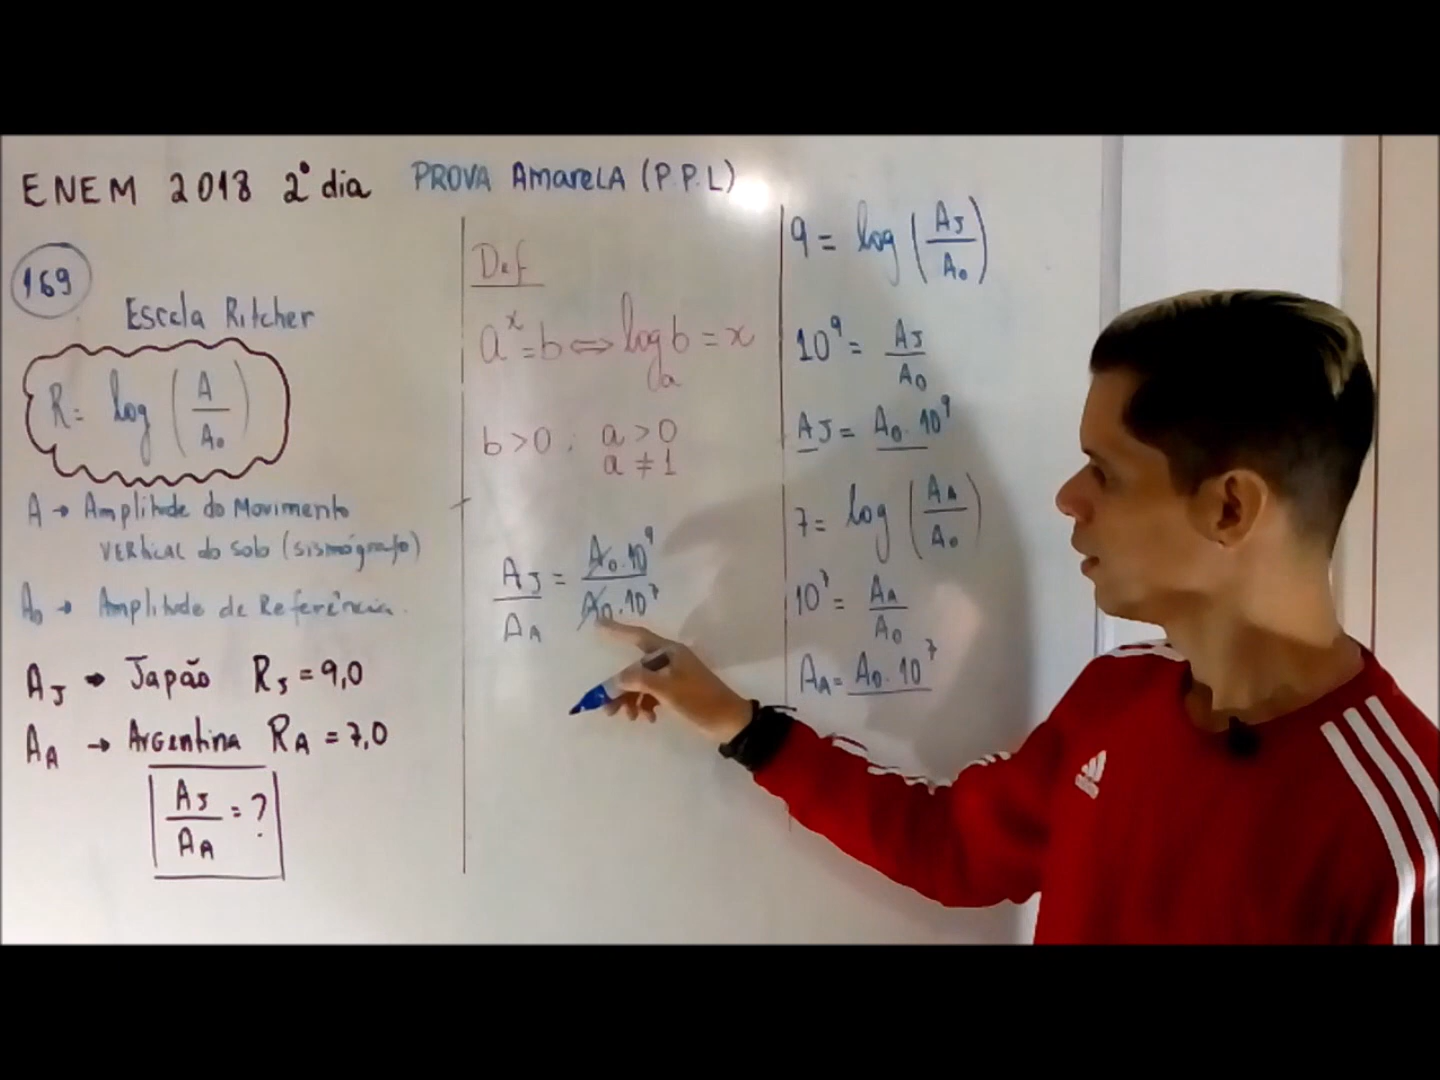 ENEM 2018 2º dia PROVA AmarelA (P.P.L)
169
Escala Ritcher
R = log (A/A₀)
A → Amplitude do Movimento
VERtical do solo (sismógrafo)
A₀ → Amplitude de Referência.
A_J → Japão R_J = 9,0
A_A → Argentina R_A = 7,0
A_J/A_A = ?
Def
a^x = b ⇔ log_a b = x
b > 0 ; a > 0
a ≠ 1
A_J/A_A = A₀.10⁹/A₀.10⁷
9 = log (A_J/A₀)
10⁹ = A_J/A₀
A_J = A₀.10⁹
7 = log (A_A/A₀)
10⁷ = A_A/A₀
A_A = A₀.10⁷